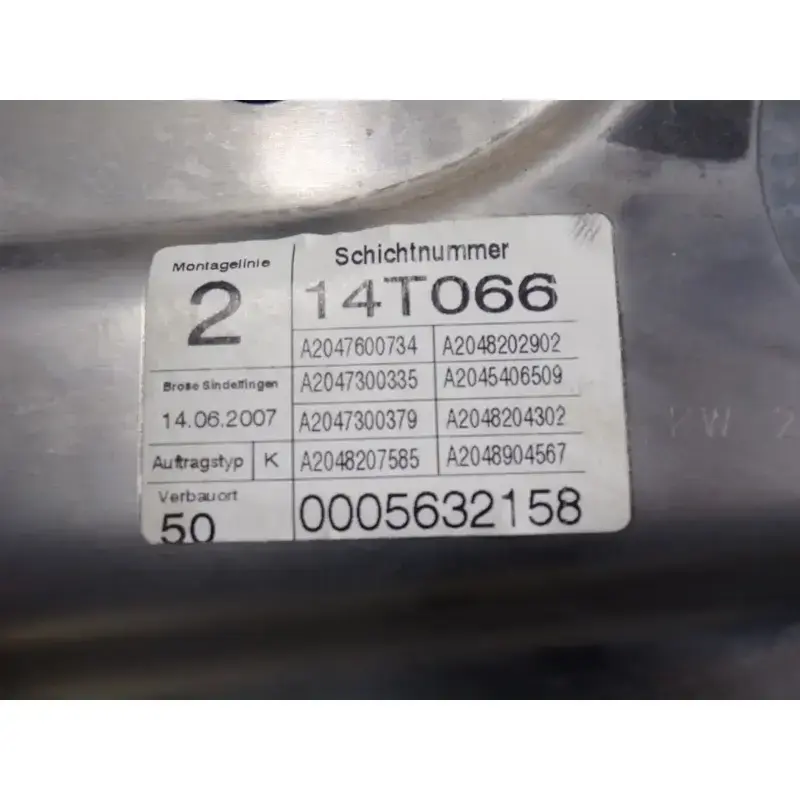 Montagelinie
2
Schichtnummer
14T066
A2047600734 A2048202902
Brose Sindelfingen
A2047300335 A2045406509
14.06.2007
A2047300379 A2048204302
Auftragstyp K
A2048207585 A2048904567
Verbauort
50
0005632158